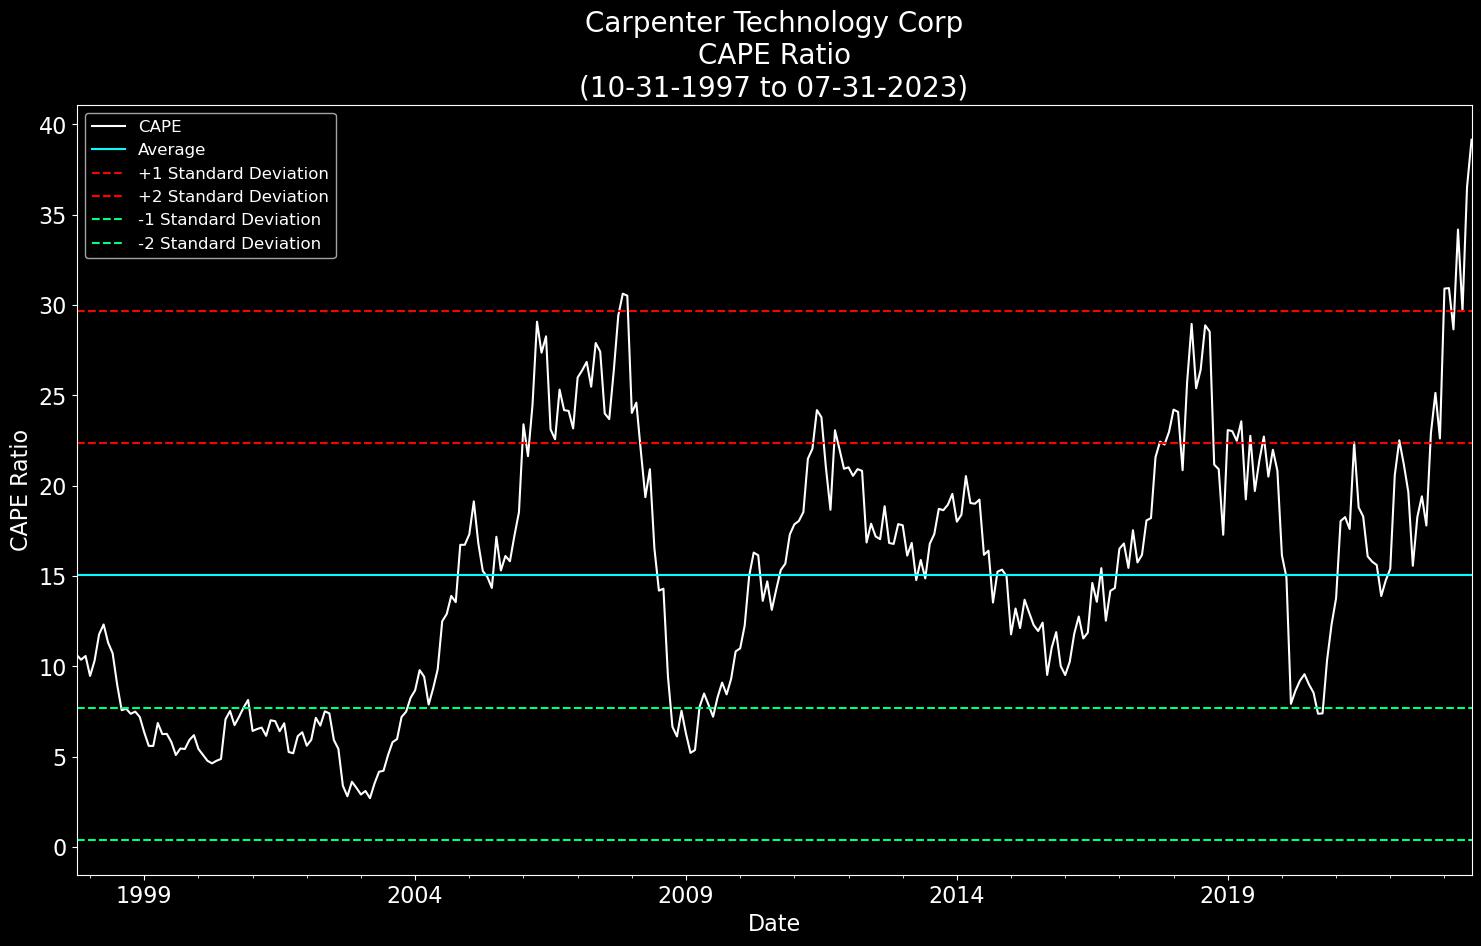 Carpenter Technology Corp
CAPE Ratio
(10-31-1997 to 07-31-2023)
40
35
30
25
20
15
10
5
0
CAPE Ratio
CAPE
Average
+1 Standard Deviation
+2 Standard Deviation
-1 Standard Deviation
-2 Standard Deviation
1999 2004 2009 2014 2019
Date